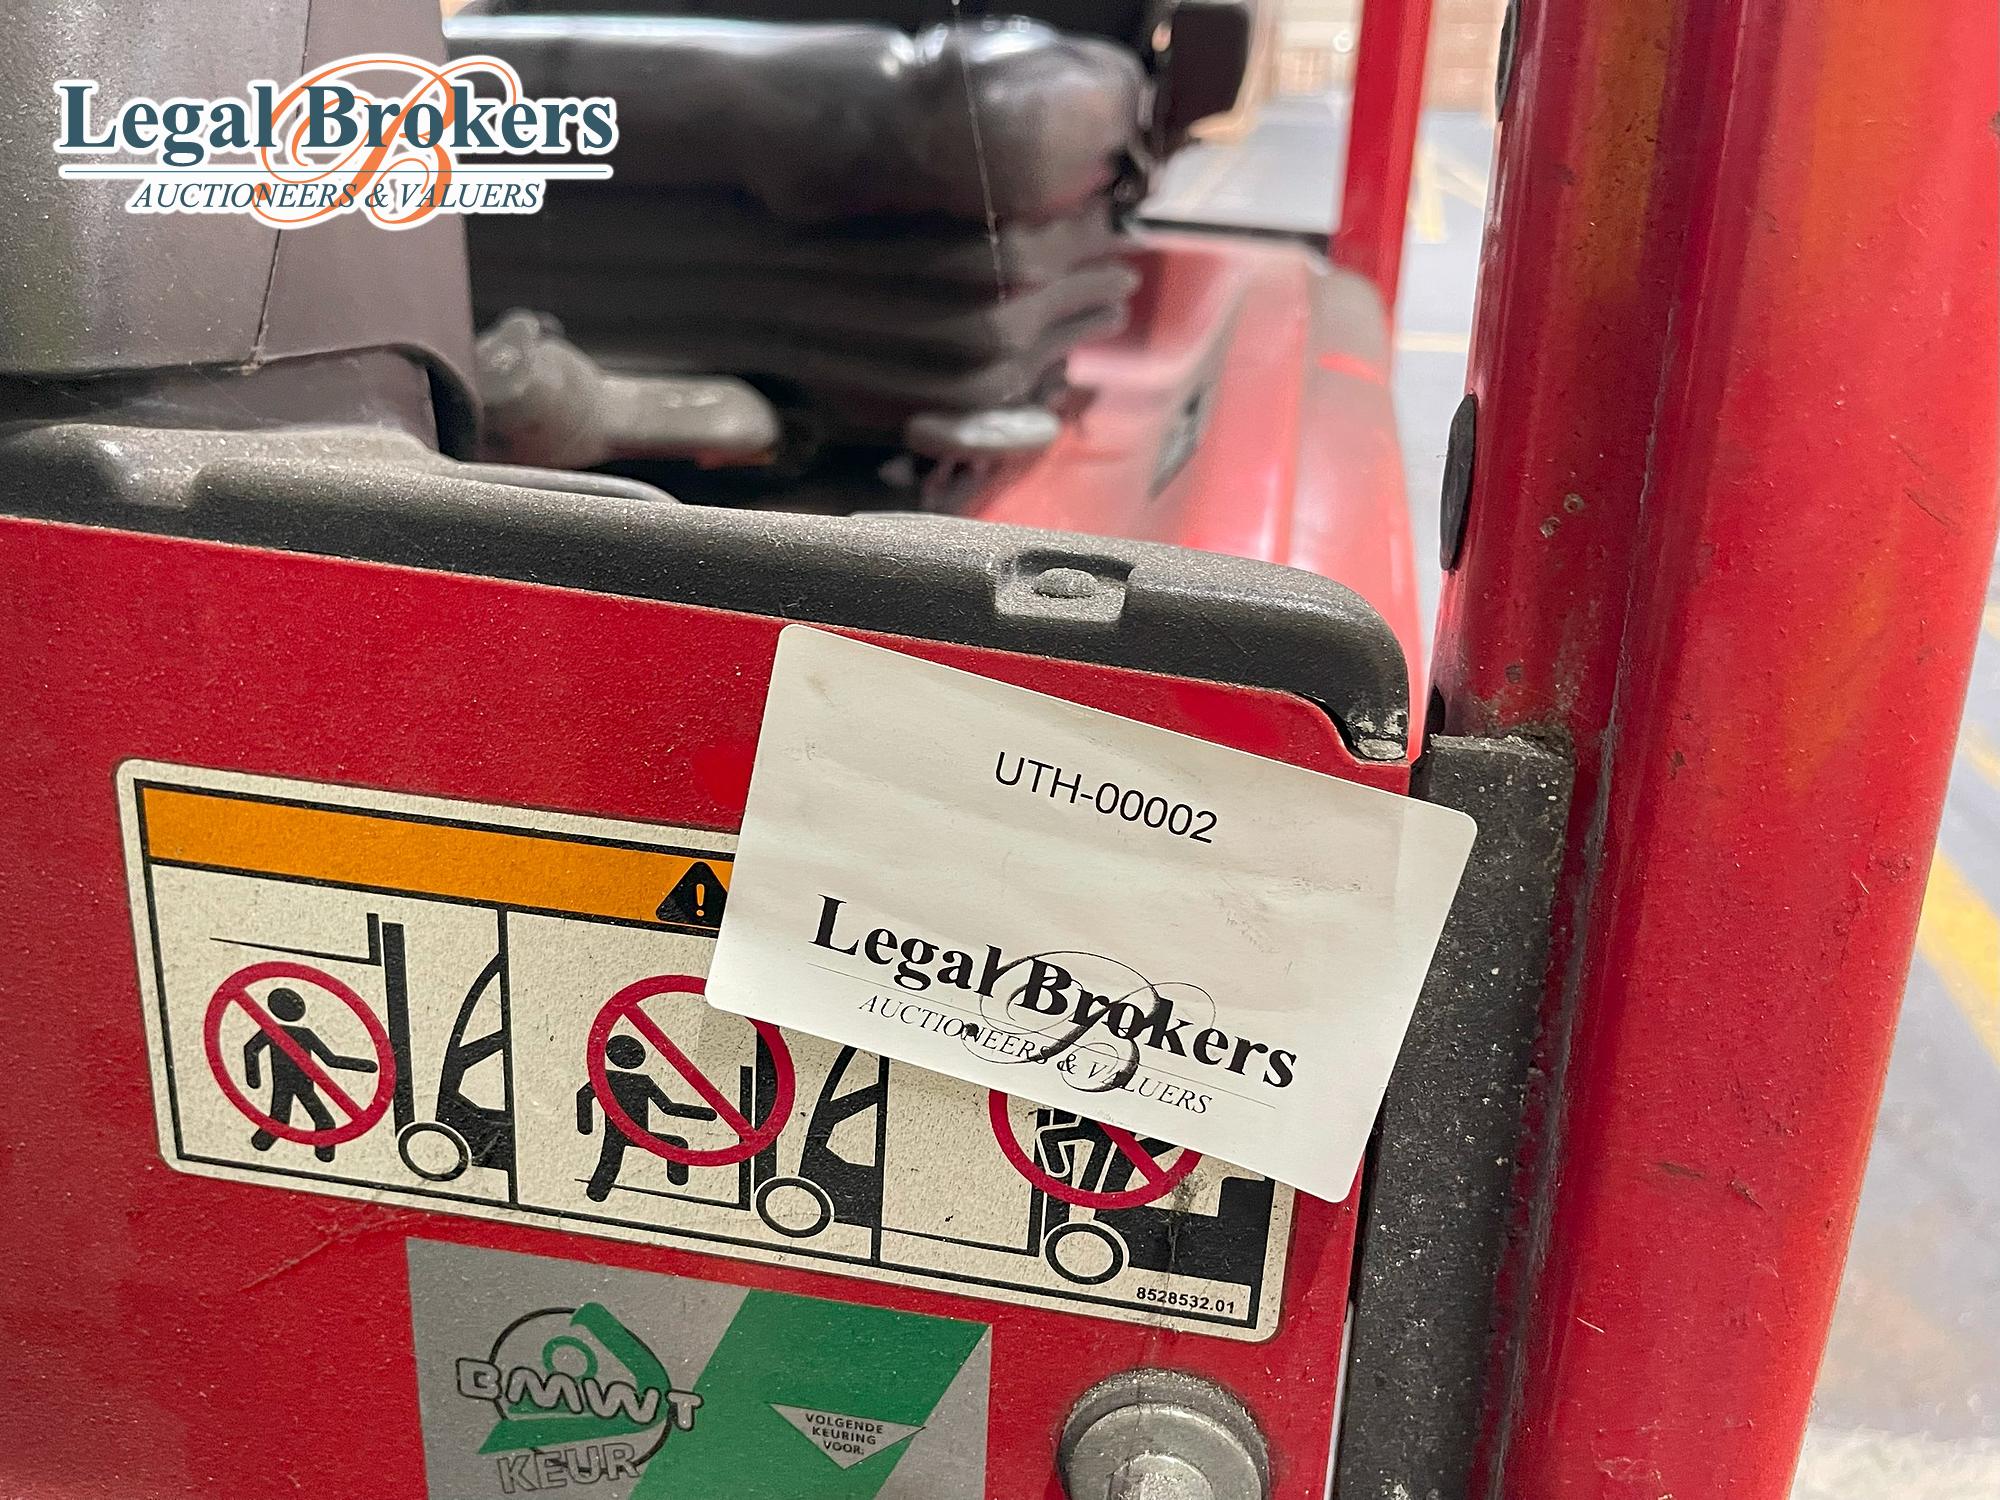 Legal Brokers
AUCTIONEERS & VALUERS
UTH-00002
Legal Brokers
AUCTIONEERS & VALUERS
8528532.01
BMWT
KEUR
VOLGENDE
KEURING
VOOR: